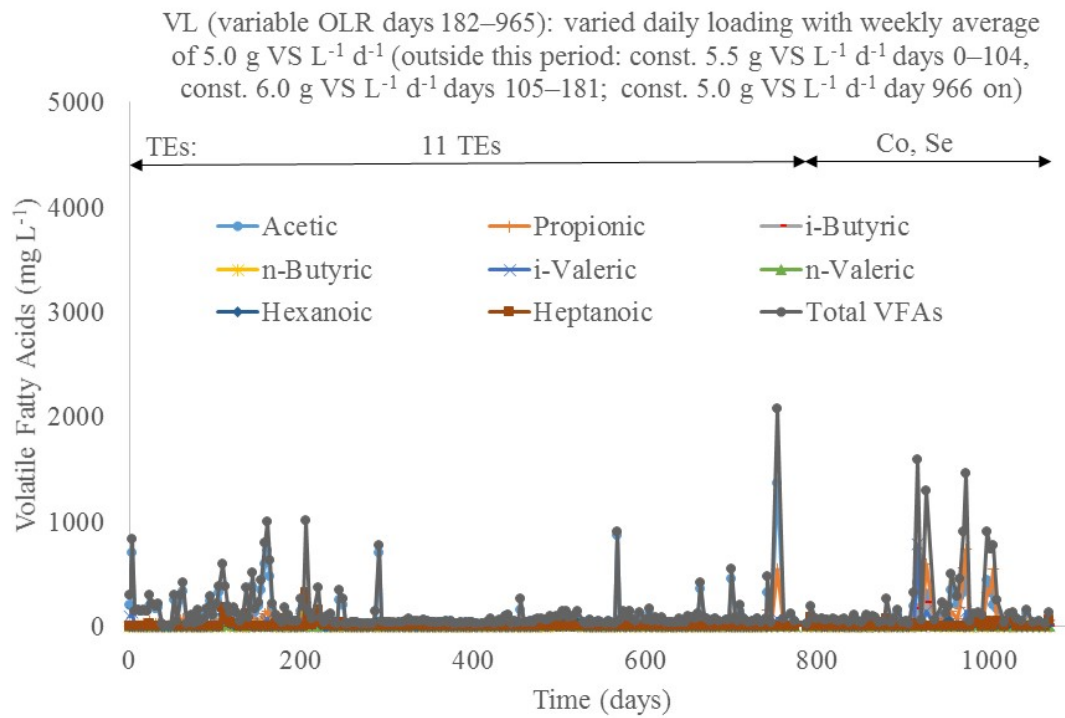 VL (variable OLR days 182–965): varied daily loading with weekly average
of 5.0 g VS L⁻¹ d⁻¹ (outside this period: const. 5.5 g VS L⁻¹ d⁻¹ days 0–104,
const. 6.0 g VS L⁻¹ d⁻¹ days 105–181; const. 5.0 g VS L⁻¹ d⁻¹ day 966 on)
5000
TEs: 11 TEs Co, Se
4000
Acetic Propionic i-Butyric
n-Butyric i-Valeric n-Valeric
Hexanoic Heptanoic Total VFAs
3000
2000
1000
0
Volatile Fatty Acids (mg L⁻¹)
0 200 400 600 800 1000
Time (days)